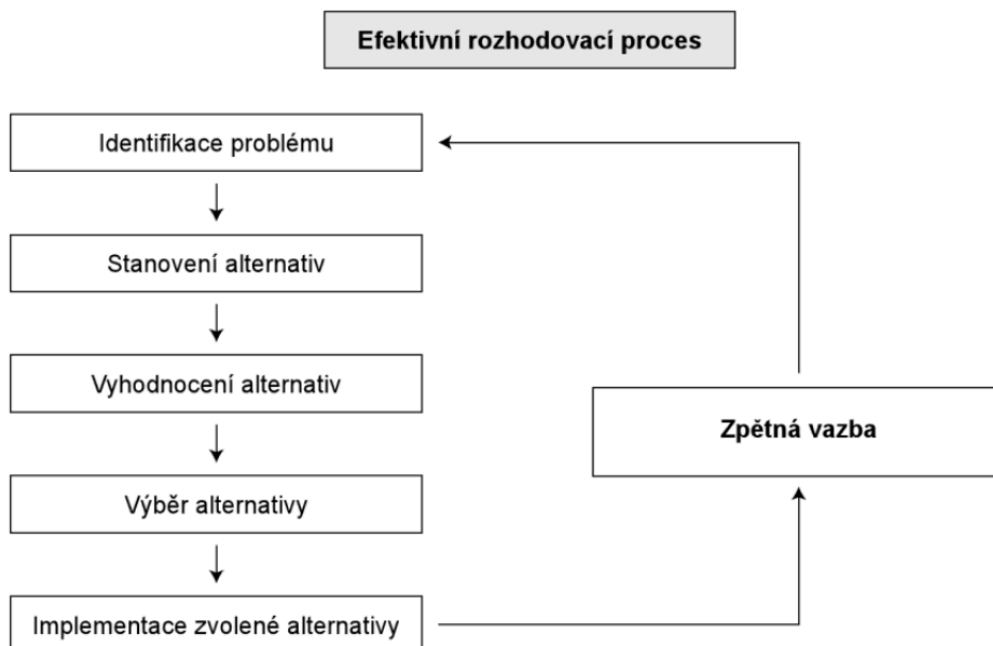 Efektivní rozhodovací proces
Identifikace problému
Stanovení alternativ
Vyhodnocení alternativ
Výběr alternativy
Implementace zvolené alternativy
Zpětná vazba